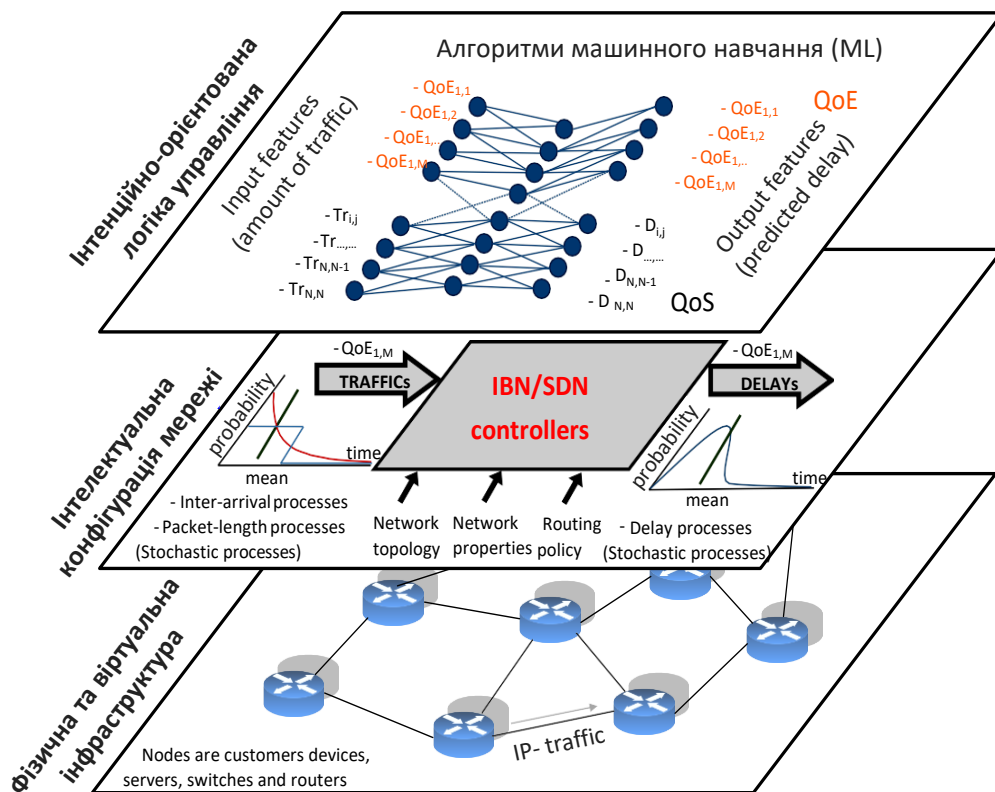 Інтенційно-орієнтована
логіка управління
Алгоритми машинного навчання (ML)
Input features
(amount of traffic)
- QoE1,1
- QoE1,2
- QoE1,..
- QoE1,M
- Tri,j
- Tr...,...
- TrN,N-1
- TrN,N
- QoE1,1
- QoE1,2
- QoE1,..
- QoE1,M
QoE
Output features
(predicted delay)
- Di,j
- D...,...
- DN,N-1
- D N,N
QoS
Інтелектуальна
конфігурація мережі
- QoE1,M
TRAFFICs
IBN/SDN
controllers
- QoE1,M
DELAYs
probability
time
mean
- Inter-arrival processes
- Packet-length processes
(Stochastic processes)
Network
topology
Network
properties
Routing
policy
probability
time
mean
- Delay processes
(Stochastic processes)
Фізична та віртуальна
інфраструктура
IP- traffic
Nodes are customers devices,
servers, switches and routers